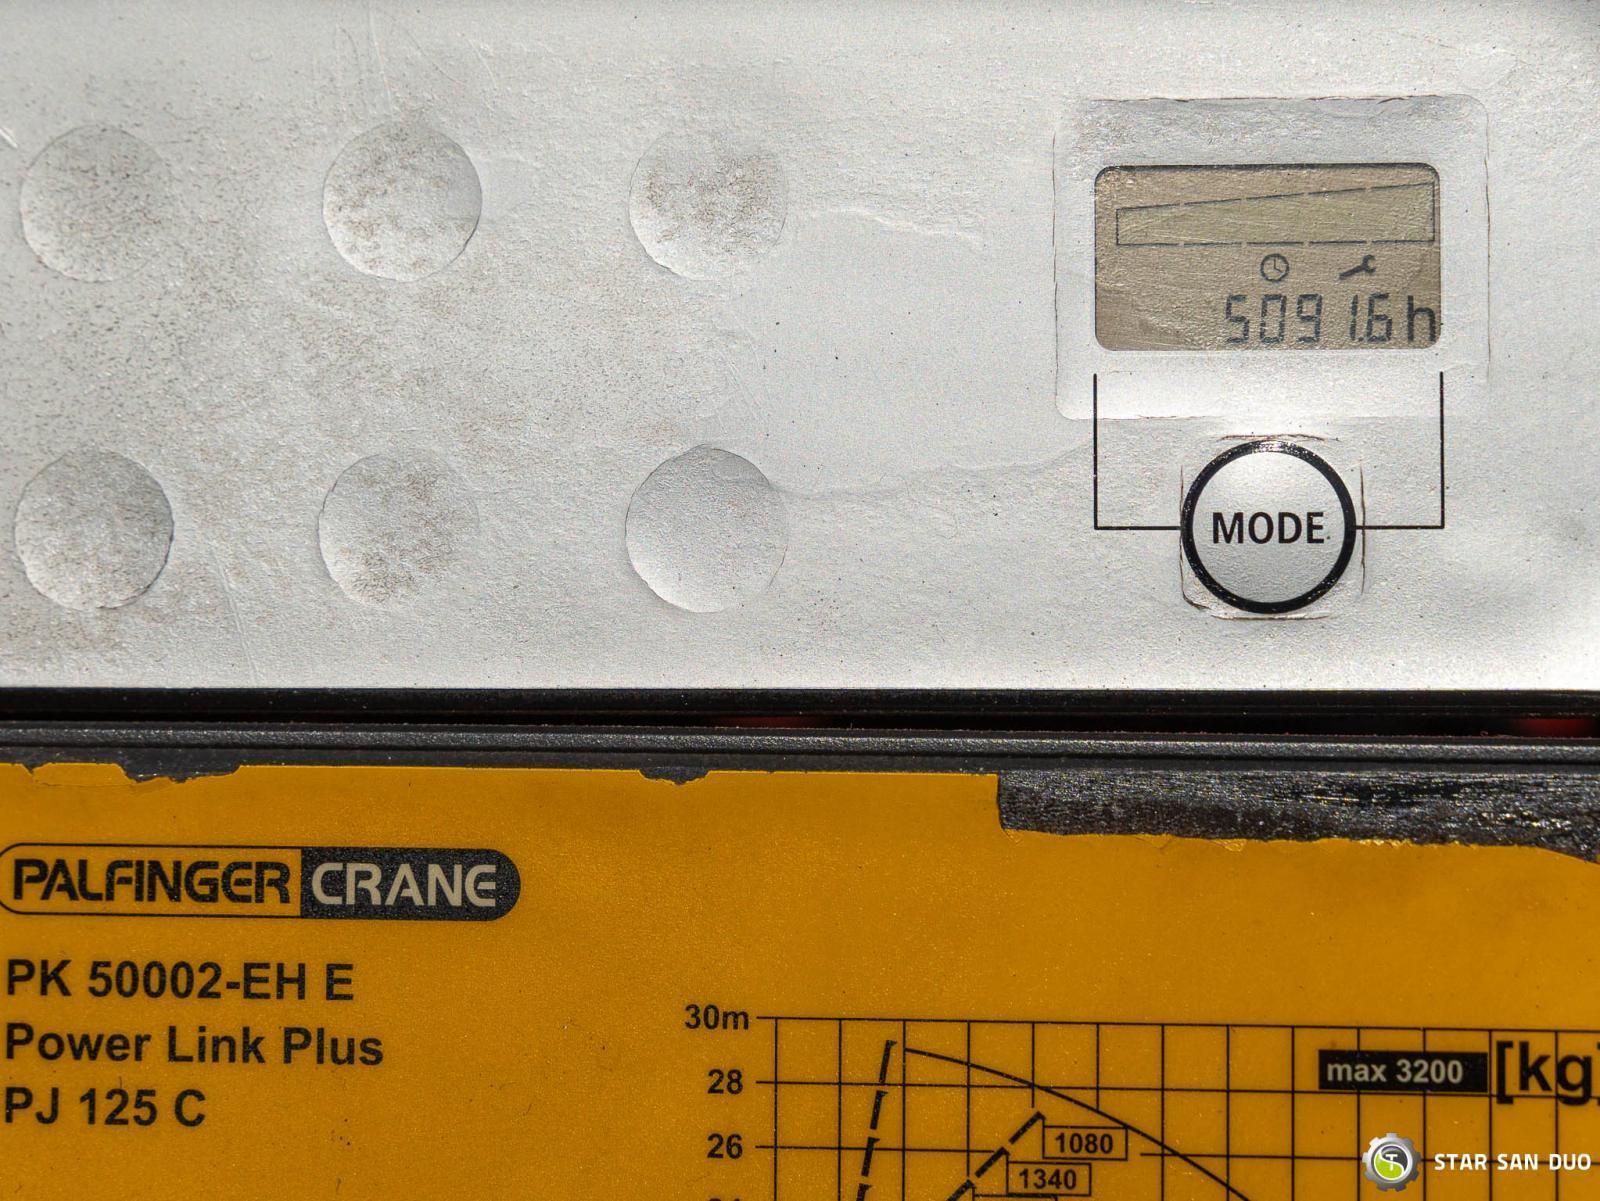 5091.6h
MODE
PALFINGER CRANE
PK 50002-EH E
Power Link Plus
PJ 125 C
30m
28
26
max 3200 [kg]
1080
1340
STAR SAN DUO